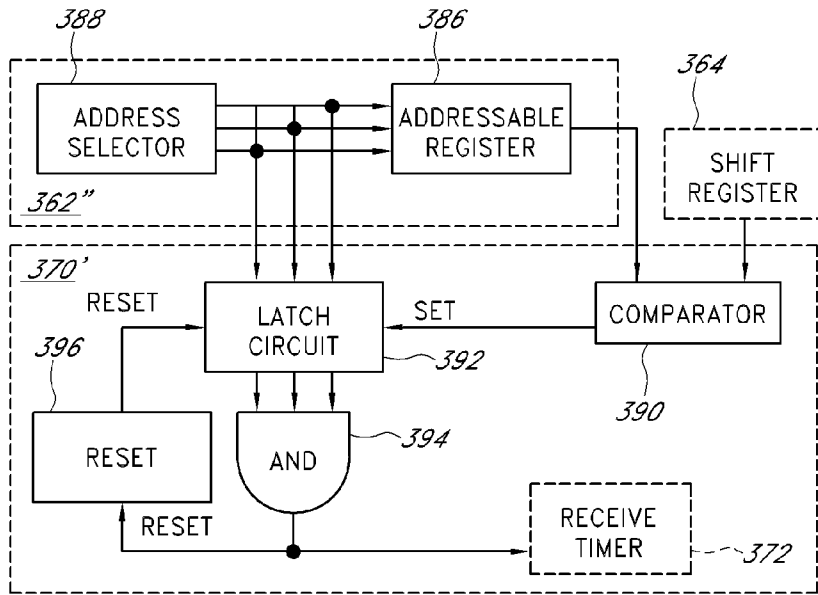 388
386
364
ADDRESS
SELECTOR
ADDRESSABLE
REGISTER
SHIFT
REGISTER
362"
370'
RESET
LATCH
CIRCUIT
SET
COMPARATOR
396
392
390
RESET
AND
394
RESET
RECEIVE
TIMER
372